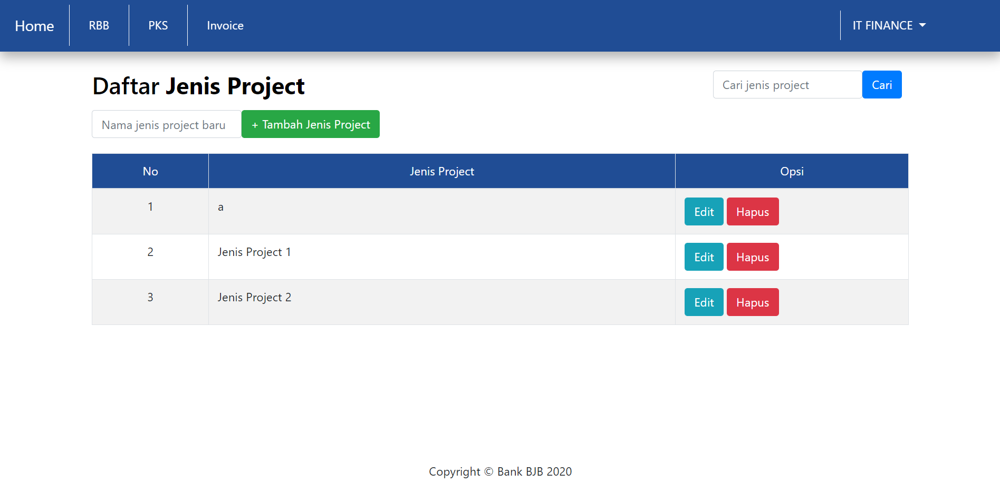 Home RBB PKS Invoice IT FINANCE
Daftar Jenis Project
Cari jenis project Cari
Nama jenis project baru + Tambah Jenis Project
No Jenis Project Opsi
1 a Edit Hapus
2 Jenis Project 1 Edit Hapus
3 Jenis Project 2 Edit Hapus
Copyright © Bank BJB 2020